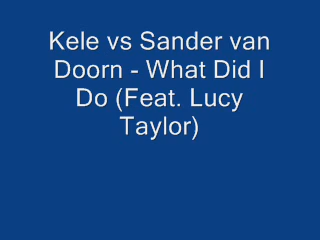 Kele vs Sander van
Doorn - What Did I
Do (Feat. Lucy
Taylor)